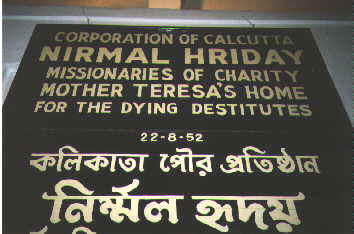 CORPORATION OF CALCUTTA
NIRMAL HRIDAY
MISSIONARIES OF CHARITY
MOTHER TERESA'S HOME
FOR THE DYING DESTITUTES
22-8-52
কলিকাতা পৌর প্রতিষ্ঠান
নির্ম্মল হৃদয়